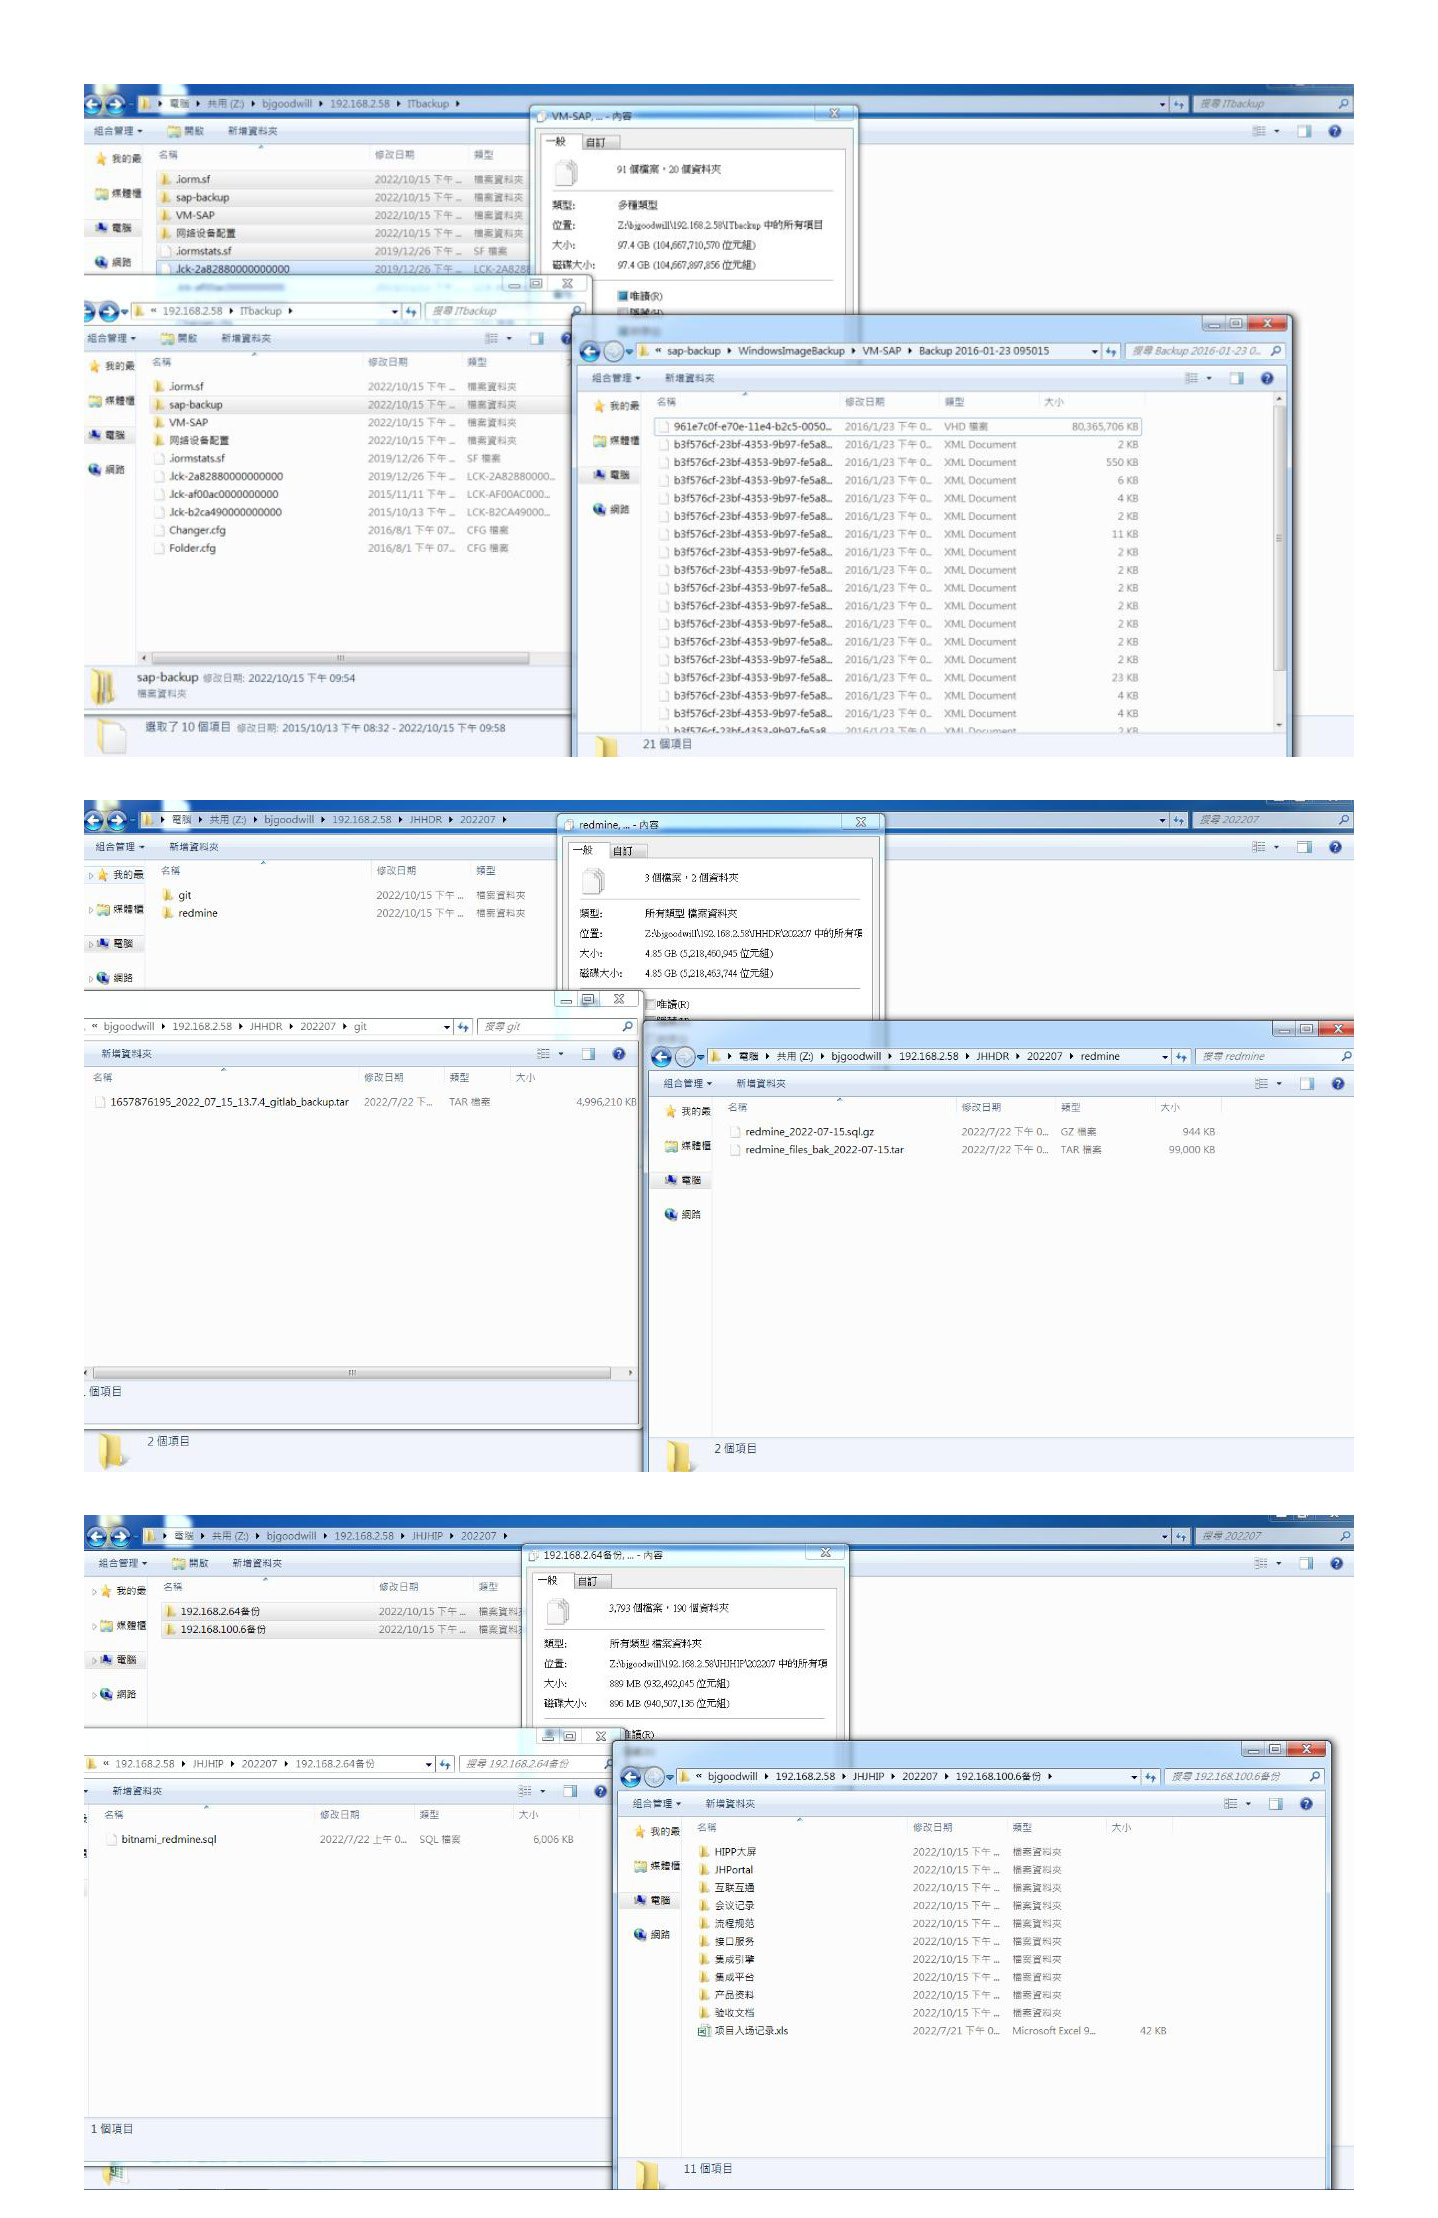 電腦 ▸ 共用 (Z:) ▸ bjgoodwill ▸ 192.168.2.58 ▸ ITbackup ▸
搜尋 ITbackup
組合管理 開啟 新增資料夾
我的最
媒體櫃
電腦
網路
名稱 修改日期 類型
.iorm.sf 2022/10/15 下午 ... 檔案資料夾
sap-backup 2022/10/15 下午 ... 檔案資料夾
VM-SAP 2022/10/15 下午 ... 檔案資料夾
网络设备配置 2022/10/15 下午 ... 檔案資料夾
.iormstats.sf 2019/12/26 下午 ... SF 檔案
.lck-2a82880000000000 2019/12/26 下午 ... LCK-2A8288
VM-SAP, ... - 內容
一般 自訂
91 個檔案，20 個資料夾
類型: 多種類型
位置: Z:\bjgoodwill\192.168.2.58\ITbackup 中的所有項目
大小: 97.4 GB (104,667,710,570 位元組)
磁碟大小: 97.4 GB (104,667,897,856 位元組)
唯讀(R)
« 192.168.2.58 ▸ ITbackup ▸
搜尋 ITbackup
組合管理 開啟 新增資料夾
我的最
媒體櫃
電腦
網路
名稱 修改日期 類型
.iorm.sf 2022/10/15 下午 ... 檔案資料夾
sap-backup 2022/10/15 下午 ... 檔案資料夾
VM-SAP 2022/10/15 下午 ... 檔案資料夾
网络设备配置 2022/10/15 下午 ... 檔案資料夾
.iormstats.sf 2019/12/26 下午 ... SF 檔案
.lck-2a82880000000000 2019/12/26 下午 ... LCK-2A82880000...
.lck-af00ac0000000000 2015/11/11 下午 ... LCK-AF00AC000...
.lck-b2ca490000000000 2015/10/13 下午 ... LCK-B2CA49000...
Changer.cfg 2016/8/1 下午 07... CFG 檔案
Folder.cfg 2016/8/1 下午 07... CFG 檔案
sap-backup 修改日期: 2022/10/15 下午 09:54
檔案資料夾
選取了 10 個項目 修改日期: 2015/10/13 下午 08:32 - 2022/10/15 下午 09:58
« sap-backup ▸ WindowsImageBackup ▸ VM-SAP ▸ Backup 2016-01-23 095015
搜尋 Backup 2016-01-23 0...
組合管理 新增資料夾
我的最
媒體櫃
電腦
網路
名稱 修改日期 類型 大小
961e7c0f-e70e-11e4-b2c5-0050... 2016/1/23 下午 0... VHD 檔案 80,365,706 KB
b3f576cf-23bf-4353-9b97-fe5a8... 2016/1/23 下午 0... XML Document 2 KB
b3f576cf-23bf-4353-9b97-fe5a8... 2016/1/23 下午 0... XML Document 550 KB
b3f576cf-23bf-4353-9b97-fe5a8... 2016/1/23 下午 0... XML Document 6 KB
b3f576cf-23bf-4353-9b97-fe5a8... 2016/1/23 下午 0... XML Document 4 KB
b3f576cf-23bf-4353-9b97-fe5a8... 2016/1/23 下午 0... XML Document 2 KB
b3f576cf-23bf-4353-9b97-fe5a8... 2016/1/23 下午 0... XML Document 11 KB
b3f576cf-23bf-4353-9b97-fe5a8... 2016/1/23 下午 0... XML Document 2 KB
b3f576cf-23bf-4353-9b97-fe5a8... 2016/1/23 下午 0... XML Document 2 KB
b3f576cf-23bf-4353-9b97-fe5a8... 2016/1/23 下午 0... XML Document 2 KB
b3f576cf-23bf-4353-9b97-fe5a8... 2016/1/23 下午 0... XML Document 2 KB
b3f576cf-23bf-4353-9b97-fe5a8... 2016/1/23 下午 0... XML Document 2 KB
b3f576cf-23bf-4353-9b97-fe5a8... 2016/1/23 下午 0... XML Document 2 KB
b3f576cf-23bf-4353-9b97-fe5a8... 2016/1/23 下午 0... XML Document 2 KB
b3f576cf-23bf-4353-9b97-fe5a8... 2016/1/23 下午 0... XML Document 23 KB
b3f576cf-23bf-4353-9b97-fe5a8... 2016/1/23 下午 0... XML Document 4 KB
b3f576cf-23bf-4353-9b97-fe5a8... 2016/1/23 下午 0... XML Document 4 KB
b3f576cf-23bf-4353-9b97-fe5a8... 2016/1/23 下午 0... XML Document 2 KB
21 個項目
電腦 ▸ 共用 (Z:) ▸ bjgoodwill ▸ 192.168.2.58 ▸ JHHDR ▸ 202207 ▸
搜尋 202207
組合管理 新增資料夾
我的最
媒體櫃
電腦
網路
名稱 修改日期 類型
git 2022/10/15 下午 ... 檔案資料夾
redmine 2022/10/15 下午 ... 檔案資料夾
redmine, ... - 內容
一般 自訂
3 個檔案，2 個資料夾
類型: 所有類型 檔案資料夾
位置: Z:\bjgoodwill\192.168.2.58\JHHDR\202207 中的所有項
大小: 4.85 GB (5,218,460,945 位元組)
磁碟大小: 4.85 GB (5,218,463,744 位元組)
唯讀(R)
« bjgoodwill ▸ 192.168.2.58 ▸ JHHDR ▸ 202207 ▸ git
搜尋 git
新增資料夾
名稱 修改日期 類型 大小
1657876195_2022_07_15_13.7.4_gitlab_backup.tar 2022/7/22 下... TAR 檔案 4,996,210 KB
個項目
2 個項目
電腦 ▸ 共用 (Z:) ▸ bjgoodwill ▸ 192.168.2.58 ▸ JHHDR ▸ 202207 ▸ redmine
搜尋 redmine
組合管理 新增資料夾
我的最
媒體櫃
電腦
網路
名稱 修改日期 類型 大小
redmine_2022-07-15.sql.gz 2022/7/22 下午 0... GZ 檔案 944 KB
redmine_files_bak_2022-07-15.tar 2022/7/22 下午 0... TAR 檔案 99,000 KB
2 個項目
電腦 ▸ 共用 (Z:) ▸ bjgoodwill ▸ 192.168.2.58 ▸ JHJHIP ▸ 202207 ▸
搜尋 202207
組合管理 開啟 新增資料夾
我的最
媒體櫃
電腦
網路
名稱 修改日期 類型
192.168.2.64备份 2022/10/15 下午 ... 檔案資料夾
192.168.100.6备份 2022/10/15 下午 ... 檔案資料夾
192.168.2.64备份, ... - 內容
一般 自訂
3,793 個檔案，190 個資料夾
類型: 所有類型 檔案資料夾
位置: Z:\bjgoodwill\192.168.2.58\JHJHIP\202207 中的所有項
大小: 889 MB (932,492,045 位元組)
磁碟大小: 896 MB (940,507,136 位元組)
唯讀(R)
« 192.168.2.58 ▸ JHJHIP ▸ 202207 ▸ 192.168.2.64备份
搜尋 192.168.2.64备份
新增資料夾
名稱 修改日期 類型 大小
bitnami_redmine.sql 2022/7/22 上午 0... SQL 檔案 6,006 KB
1 個項目
« bjgoodwill ▸ 192.168.2.58 ▸ JHJHIP ▸ 202207 ▸ 192.168.100.6备份 ▸
搜尋 192.168.100.6备份
組合管理 新增資料夾
我的最
媒體櫃
電腦
網路
名稱 修改日期 類型 大小
HIPP大屏 2022/10/15 下午 ... 檔案資料夾
JHPortal 2022/10/15 下午 ... 檔案資料夾
互联互通 2022/10/15 下午 ... 檔案資料夾
会议记录 2022/10/15 下午 ... 檔案資料夾
流程规范 2022/10/15 下午 ... 檔案資料夾
接口服务 2022/10/15 下午 ... 檔案資料夾
集成引擎 2022/10/15 下午 ... 檔案資料夾
集成平台 2022/10/15 下午 ... 檔案資料夾
产品资料 2022/10/15 下午 ... 檔案資料夾
验收文档 2022/10/15 下午 ... 檔案資料夾
项目入场记录.xls 2022/7/21 下午 0... Microsoft Excel 9... 42 KB
11 個項目